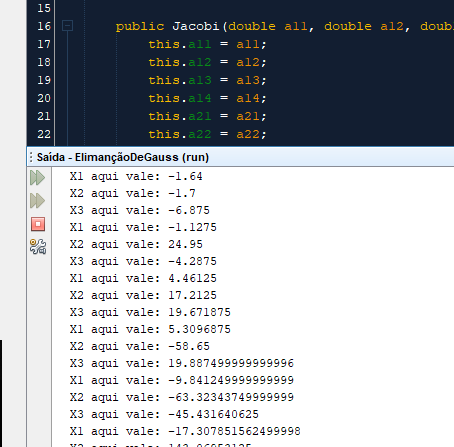 15
16 public Jacobi(double a11, double a12, doub
17 this.a11 = a11;
18 this.a12 = a12;
19 this.a13 = a13;
20 this.a14 = a14;
21 this.a21 = a21;
22 this.a22 = a22;
Saída - ElimançãoDeGauss (run)
X1 aqui vale: -1.64
X2 aqui vale: -1.7
X3 aqui vale: -6.875
X1 aqui vale: -1.1275
X2 aqui vale: 24.95
X3 aqui vale: -4.2875
X1 aqui vale: 4.46125
X2 aqui vale: 17.2125
X3 aqui vale: 19.671875
X1 aqui vale: 5.3096875
X2 aqui vale: -58.65
X3 aqui vale: 19.887499999999996
X1 aqui vale: -9.841249999999999
X2 aqui vale: -63.32343749999999
X3 aqui vale: -45.431640625
X1 aqui vale: -17.307851562499998
X2 aqui vale: 143.06953125